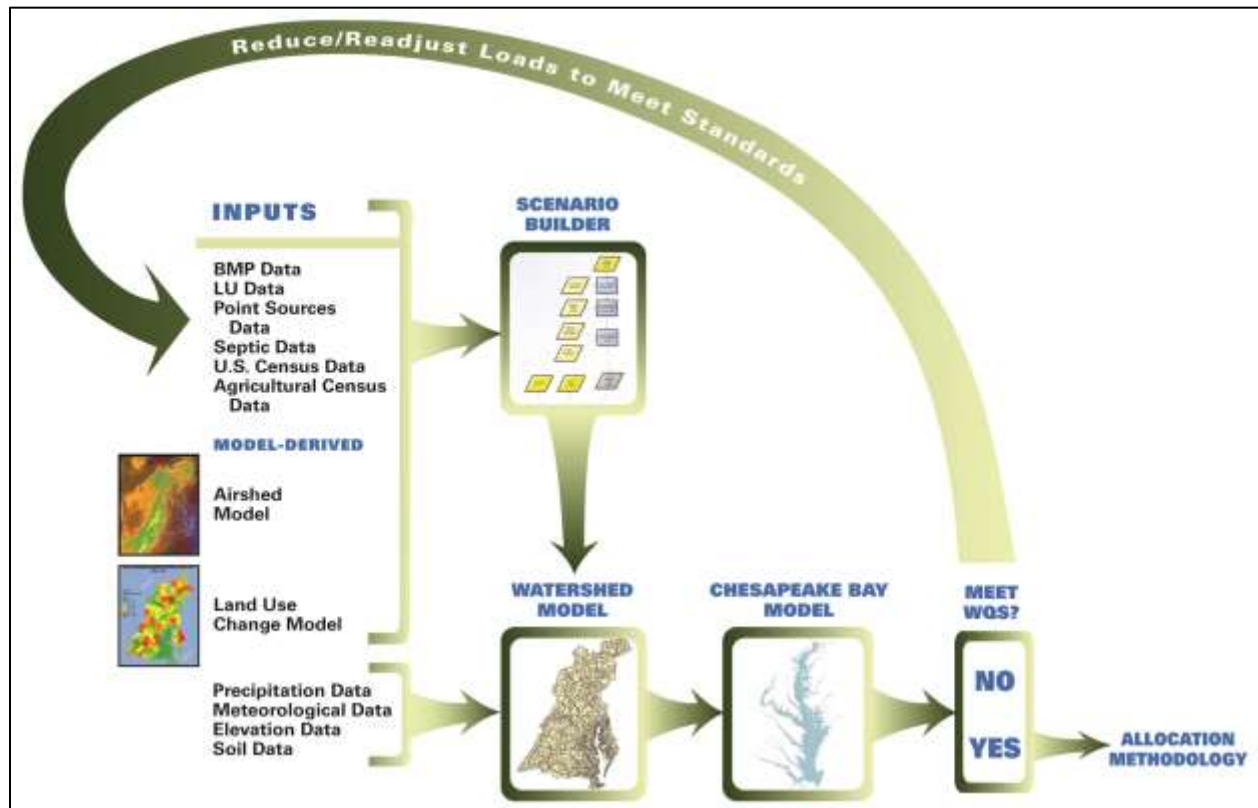 Reduce/Readjust Loads to Meet Standards
INPUTS
BMP Data
LU Data
Point Sources
Data
Septic Data
U.S. Census Data
Agricultural Census
Data
MODEL-DERIVED
Airshed
Model
Land Use
Change Model
Precipitation Data
Meteorological Data
Elevation Data
Soil Data
SCENARIO
BUILDER
WATERSHED
MODEL
CHESAPEAKE BAY
MODEL
MEET
WQS?
NO
YES
ALLOCATION
METHODOLOGY